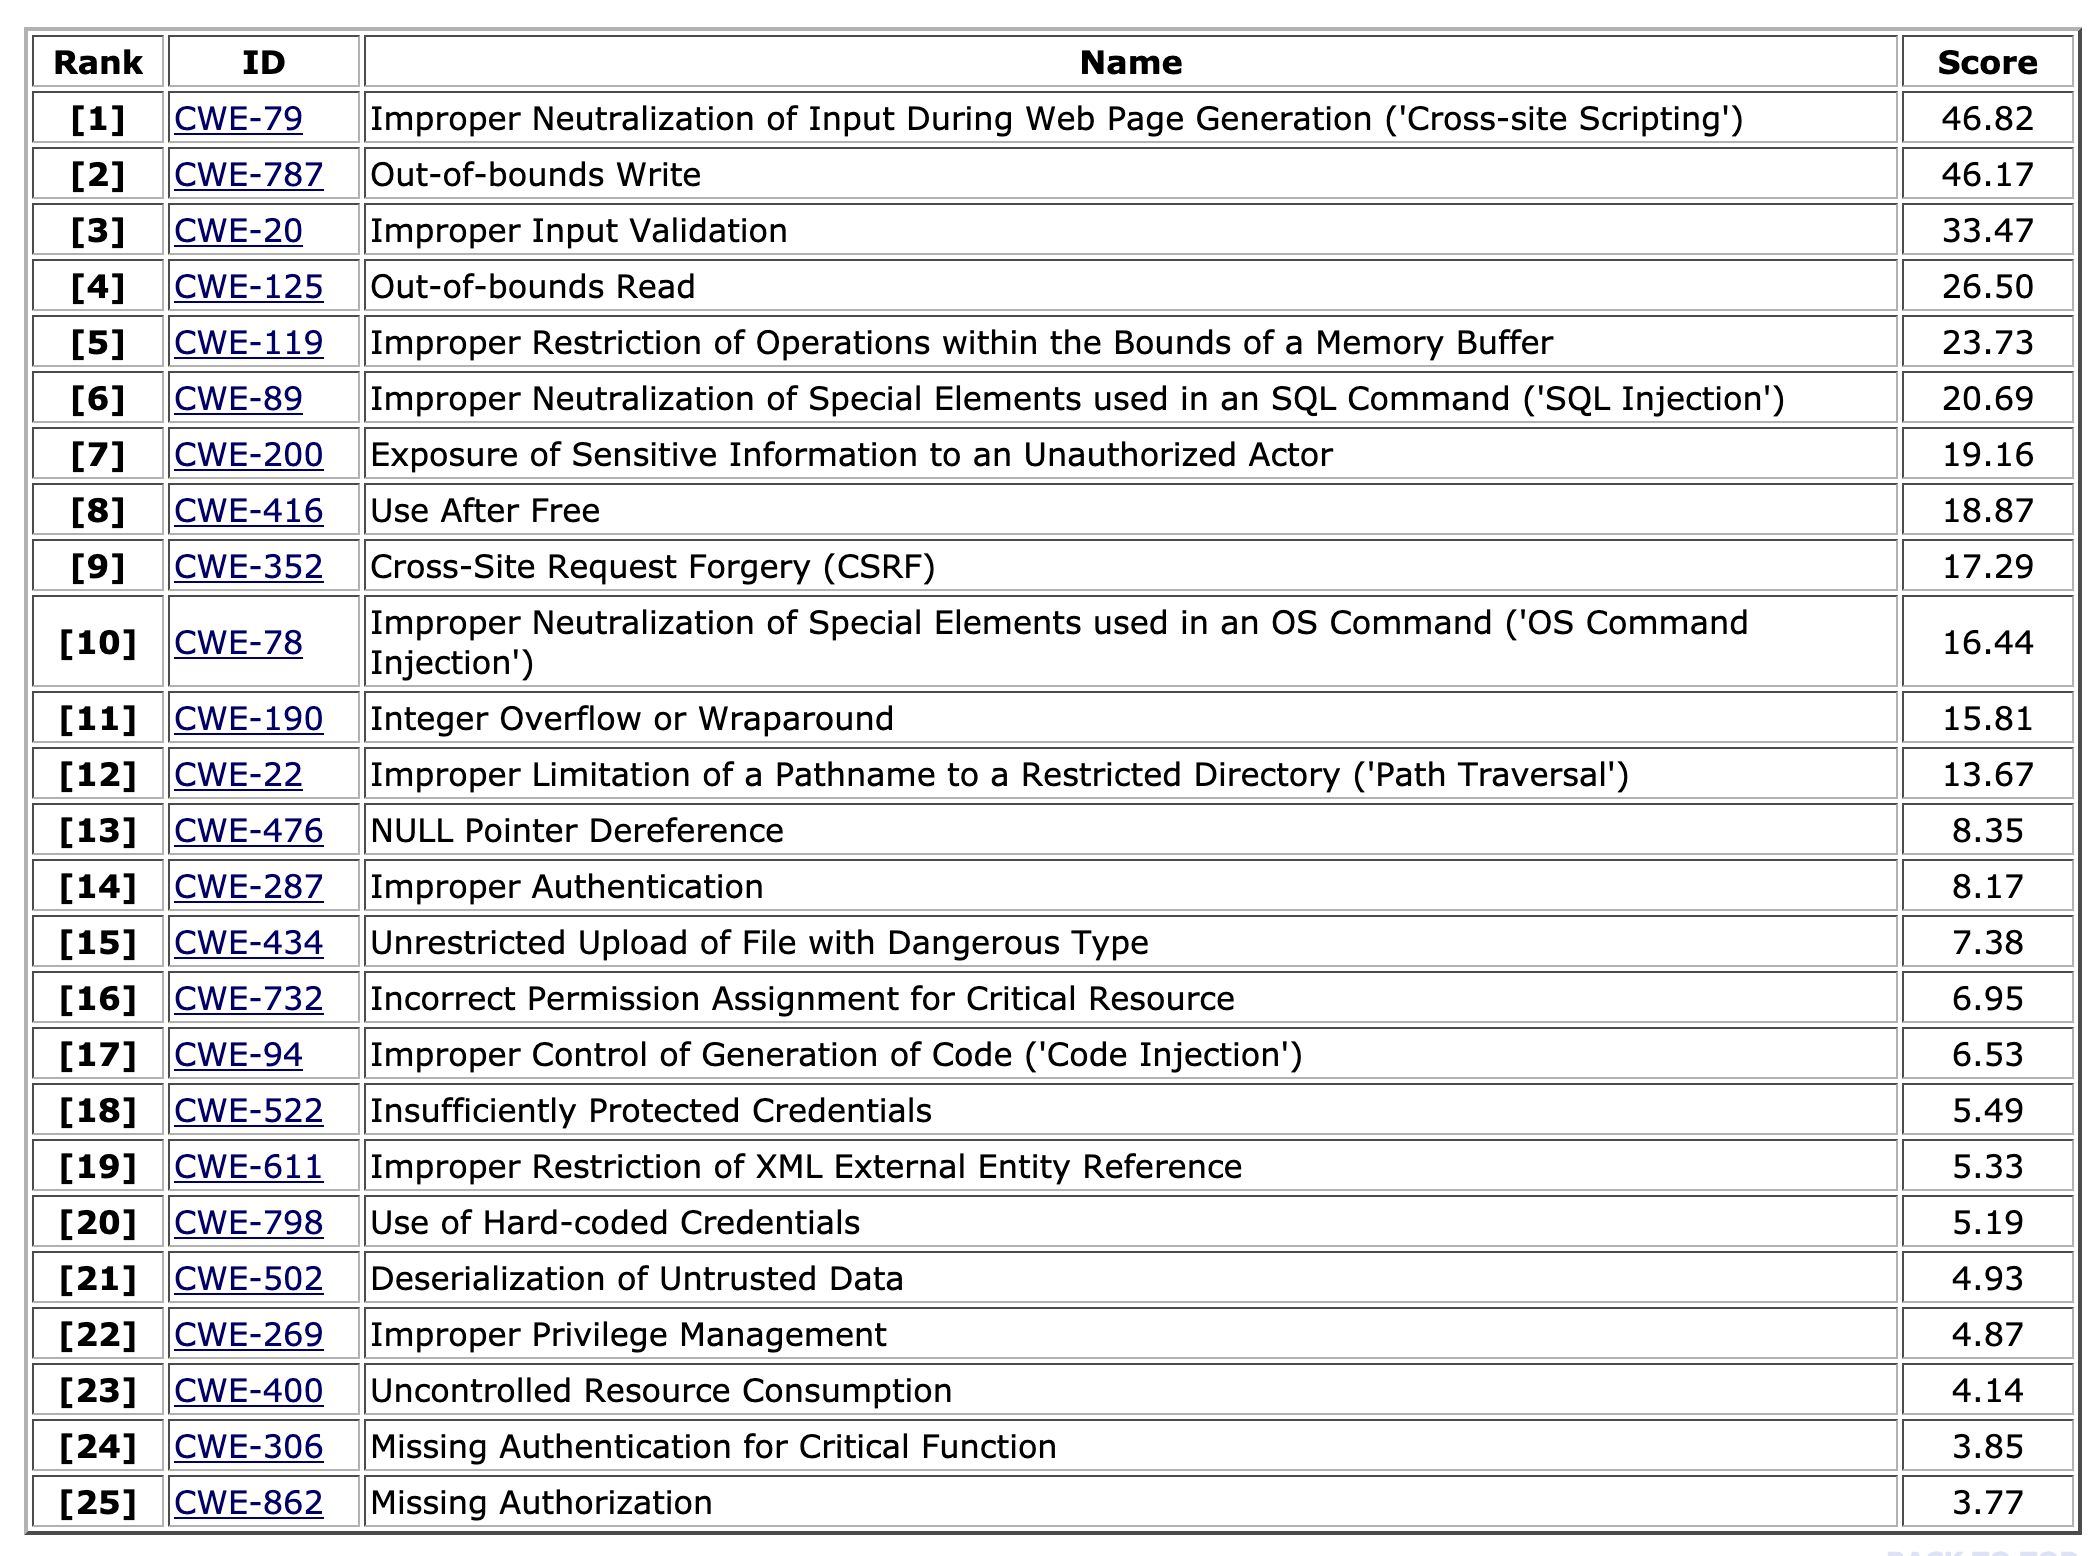 Rank ID Name Score
[1] CWE-79 Improper Neutralization of Input During Web Page Generation ('Cross-site Scripting') 46.82
[2] CWE-787 Out-of-bounds Write 46.17
[3] CWE-20 Improper Input Validation 33.47
[4] CWE-125 Out-of-bounds Read 26.50
[5] CWE-119 Improper Restriction of Operations within the Bounds of a Memory Buffer 23.73
[6] CWE-89 Improper Neutralization of Special Elements used in an SQL Command ('SQL Injection') 20.69
[7] CWE-200 Exposure of Sensitive Information to an Unauthorized Actor 19.16
[8] CWE-416 Use After Free 18.87
[9] CWE-352 Cross-Site Request Forgery (CSRF) 17.29
[10] CWE-78 Improper Neutralization of Special Elements used in an OS Command ('OS Command
Injection') 16.44
[11] CWE-190 Integer Overflow or Wraparound 15.81
[12] CWE-22 Improper Limitation of a Pathname to a Restricted Directory ('Path Traversal') 13.67
[13] CWE-476 NULL Pointer Dereference 8.35
[14] CWE-287 Improper Authentication 8.17
[15] CWE-434 Unrestricted Upload of File with Dangerous Type 7.38
[16] CWE-732 Incorrect Permission Assignment for Critical Resource 6.95
[17] CWE-94 Improper Control of Generation of Code ('Code Injection') 6.53
[18] CWE-522 Insufficiently Protected Credentials 5.49
[19] CWE-611 Improper Restriction of XML External Entity Reference 5.33
[20] CWE-798 Use of Hard-coded Credentials 5.19
[21] CWE-502 Deserialization of Untrusted Data 4.93
[22] CWE-269 Improper Privilege Management 4.87
[23] CWE-400 Uncontrolled Resource Consumption 4.14
[24] CWE-306 Missing Authentication for Critical Function 3.85
[25] CWE-862 Missing Authorization 3.77